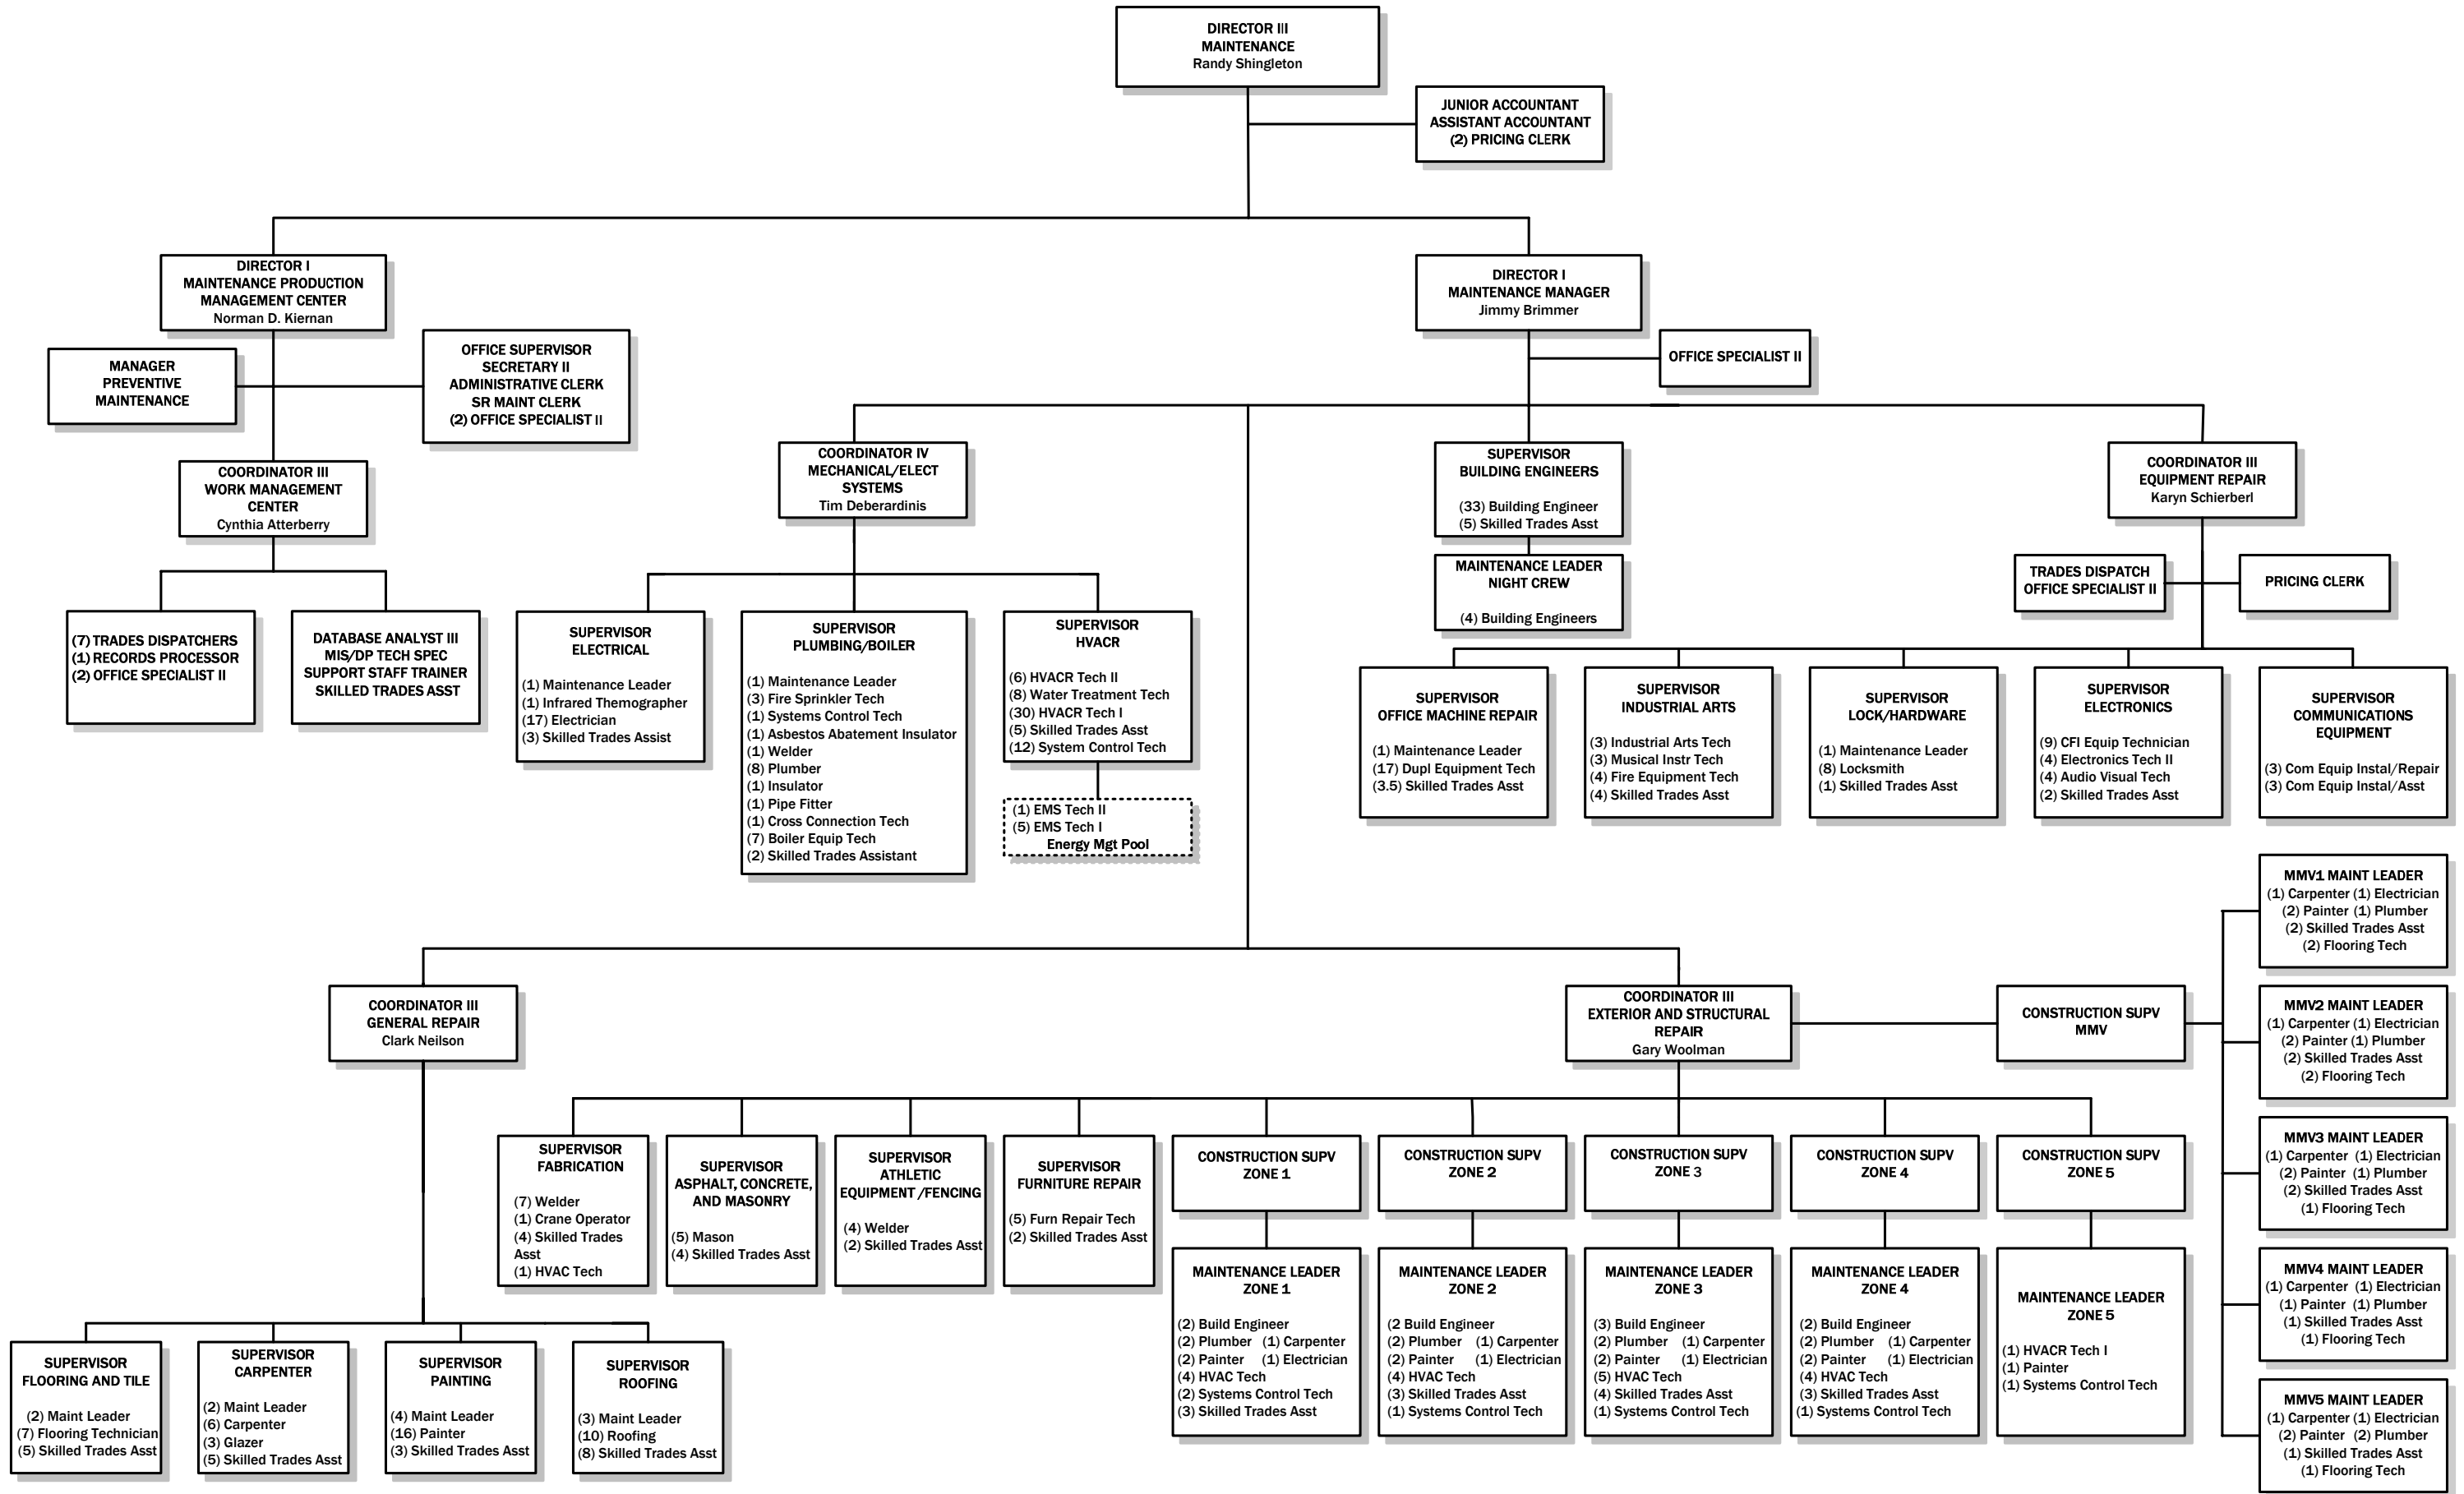 DIRECTOR III
MAINTENANCE
Randy Shingleton
JUNIOR ACCOUNTANT
ASSISTANT ACCOUNTANT
(2) PRICING CLERK
DIRECTOR I
MAINTENANCE PRODUCTION
MANAGEMENT CENTER
Norman D. Kiernan
DIRECTOR I
MAINTENANCE MANAGER
Jimmy Brimmer
MANAGER
PREVENTIVE
MAINTENANCE
OFFICE SUPERVISOR
SECRETARY II
ADMINISTRATIVE CLERK
SR MAINT CLERK
(2) OFFICE SPECIALIST II
OFFICE SPECIALIST II
COORDINATOR III
WORK MANAGEMENT
CENTER
Cynthia Atterberry
COORDINATOR IV
MECHANICAL/ELECT
SYSTEMS
Tim Deberardinis
SUPERVISOR
BUILDING ENGINEERS
(33) Building Engineer
(5) Skilled Trades Asst
COORDINATOR III
EQUIPMENT REPAIR
Karyn Schierberl
MAINTENANCE LEADER
NIGHT CREW
(4) Building Engineers
TRADES DISPATCH
OFFICE SPECIALIST II
PRICING CLERK
(7) TRADES DISPATCHERS
(1) RECORDS PROCESSOR
(2) OFFICE SPECIALIST II
DATABASE ANALYST III
MIS/DP TECH SPEC
SUPPORT STAFF TRAINER
SKILLED TRADES ASST
SUPERVISOR
ELECTRICAL
(1) Maintenance Leader
(1) Infrared Themographer
(17) Electrician
(3) Skilled Trades Assist
SUPERVISOR
PLUMBING/BOILER
(1) Maintenance Leader
(3) Fire Sprinkler Tech
(1) Systems Control Tech
(1) Asbestos Abatement Insulator
(1) Welder
(8) Plumber
(1) Insulator
(1) Pipe Fitter
(1) Cross Connection Tech
(7) Boiler Equip Tech
(2) Skilled Trades Assistant
SUPERVISOR
HVACR
(6) HVACR Tech II
(8) Water Treatment Tech
(30) HVACR Tech I
(5) Skilled Trades Asst
(12) System Control Tech
(1) EMS Tech II
(5) EMS Tech I
Energy Mgt Pool
SUPERVISOR
OFFICE MACHINE REPAIR
(1) Maintenance Leader
(17) Dupl Equipment Tech
(3.5) Skilled Trades Asst
SUPERVISOR
INDUSTRIAL ARTS
(3) Industrial Arts Tech
(3) Musical Instr Tech
(4) Fire Equipment Tech
(4) Skilled Trades Asst
SUPERVISOR
LOCK/HARDWARE
(1) Maintenance Leader
(8) Locksmith
(1) Skilled Trades Asst
SUPERVISOR
ELECTRONICS
(9) CFI Equip Technician
(4) Electronics Tech II
(4) Audio Visual Tech
(2) Skilled Trades Asst
SUPERVISOR
COMMUNICATIONS
EQUIPMENT
(3) Com Equip Instal/Repair
(3) Com Equip Instal/Asst
COORDINATOR III
GENERAL REPAIR
Clark Neilson
COORDINATOR III
EXTERIOR AND STRUCTURAL
REPAIR
Gary Woolman
CONSTRUCTION SUPV
MMV
MMV1 MAINT LEADER
(1) Carpenter (1) Electrician
(2) Painter (1) Plumber
(2) Skilled Trades Asst
(2) Flooring Tech
MMV2 MAINT LEADER
(1) Carpenter (1) Electrician
(2) Painter (1) Plumber
(2) Skilled Trades Asst
(2) Flooring Tech
MMV3 MAINT LEADER
(1) Carpenter (1) Electrician
(2) Painter (1) Plumber
(2) Skilled Trades Asst
(1) Flooring Tech
MMV4 MAINT LEADER
(1) Carpenter (1) Electrician
(1) Painter (1) Plumber
(1) Skilled Trades Asst
(1) Flooring Tech
MMV5 MAINT LEADER
(1) Carpenter (1) Electrician
(2) Painter (2) Plumber
(1) Skilled Trades Asst
(1) Flooring Tech
SUPERVISOR
FABRICATION
(7) Welder
(1) Crane Operator
(4) Skilled Trades
Asst
(1) HVAC Tech
SUPERVISOR
ASPHALT, CONCRETE,
AND MASONRY
(5) Mason
(4) Skilled Trades Asst
SUPERVISOR
ATHLETIC
EQUIPMENT/FENCING
(4) Welder
(2) Skilled Trades Asst
SUPERVISOR
FURNITURE REPAIR
(5) Furn Repair Tech
(2) Skilled Trades Asst
CONSTRUCTION SUPV
ZONE 1
CONSTRUCTION SUPV
ZONE 2
CONSTRUCTION SUPV
ZONE 3
CONSTRUCTION SUPV
ZONE 4
CONSTRUCTION SUPV
ZONE 5
MAINTENANCE LEADER
ZONE 1
(2) Build Engineer
(2) Plumber (1) Carpenter
(2) Painter (1) Electrician
(4) HVAC Tech
(2) Systems Control Tech
(3) Skilled Trades Asst
MAINTENANCE LEADER
ZONE 2
(2 Build Engineer
(2) Plumber (1) Carpenter
(2) Painter (1) Electrician
(4) HVAC Tech
(3) Skilled Trades Asst
(1) Systems Control Tech
MAINTENANCE LEADER
ZONE 3
(3) Build Engineer
(2) Plumber (1) Carpenter
(2) Painter (1) Electrician
(5) HVAC Tech
(4) Skilled Trades Asst
(1) Systems Control Tech
MAINTENANCE LEADER
ZONE 4
(2) Build Engineer
(2) Plumber (1) Carpenter
(2) Painter (1) Electrician
(4) HVAC Tech
(3) Skilled Trades Asst
(1) Systems Control Tech
MAINTENANCE LEADER
ZONE 5
(1) HVACR Tech I
(1) Painter
(1) Systems Control Tech
SUPERVISOR
FLOORING AND TILE
(2) Maint Leader
(7) Flooring Technician
(5) Skilled Trades Asst
SUPERVISOR
CARPENTER
(2) Maint Leader
(6) Carpenter
(3) Glazer
(5) Skilled Trades Asst
SUPERVISOR
PAINTING
(4) Maint Leader
(16) Painter
(3) Skilled Trades Asst
SUPERVISOR
ROOFING
(3) Maint Leader
(10) Roofing
(8) Skilled Trades Asst